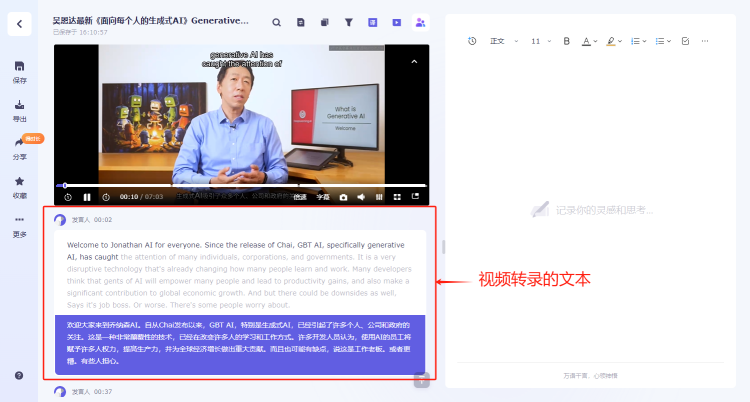 吴恩达最新《面向每个人的生成式AI》Generative...
已保存于 16:10:57
保存
导出
分享
收藏
更多
generative AI has
caught the attention of
What is
Generative AI
Welcome
00:10 / 07:03
倍速
字幕
发言人 00:02
Welcome to Jonathan AI for everyone. Since the release of Chai, GBT AI, specifically generative
AI, has caught the attention of many individuals, corporations, and governments. It is a very
disruptive technology that's already changing how many people learn and work. Many developers
think that gents of AI will empower many people and lead to productivity gains, and also make a
significant contribution to global economic growth. And but there could be downsides as well.
Says it's job boss. Or worse. There's some people worry about.
欢迎大家来到乔纳森AI。自从Chai发布以来，GBT AI，特别是生成式AI，已经引起了许多个人、公司和政府的
关注。这是一种非常颠覆性的技术，已经在改变许多人的学习和工作方式。许多开发人员认为，使用AI的员工将
赋予许多人权力，提高生产力，并为全球经济增长做出重大贡献。而且也可能有缺点，说这是工作老板。或者更
糟。有些人担心。
发言人 00:37
正文
11
B
A
记录你的灵感和思考...
视频转录的文本